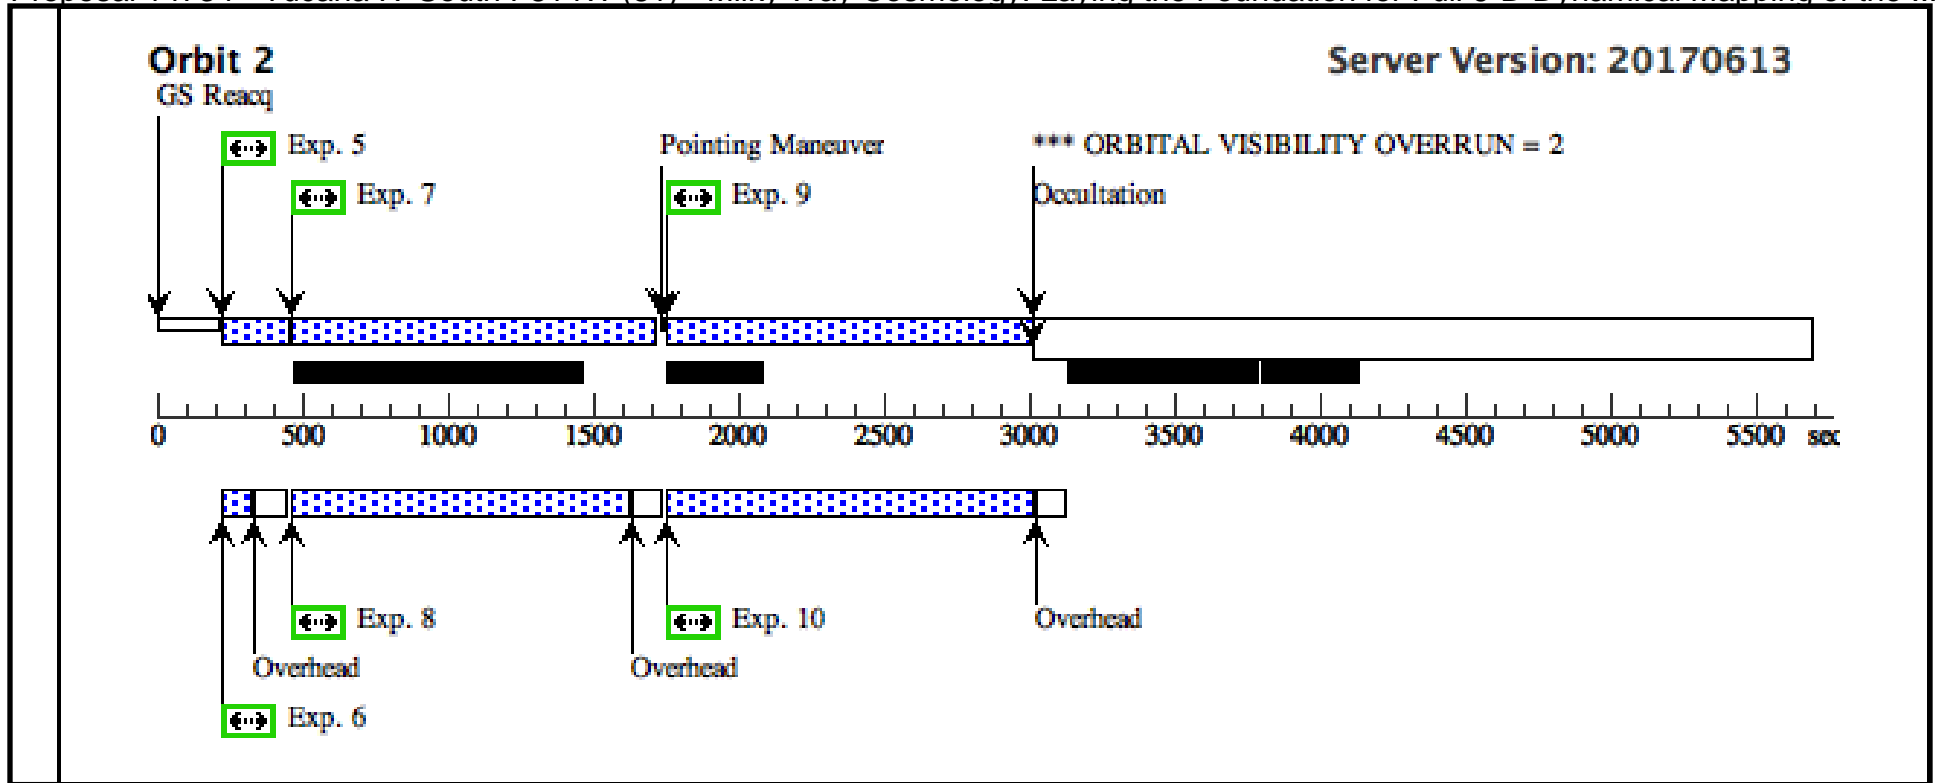 Orbit 2
Server Version: 20170613
GS Reacq
Exp. 5
Pointing Maneuver
*** ORBITAL VISIBILITY OVERRUN = 2
Exp. 7
Exp. 9
Occultation
0 500 1000 1500 2000 2500 3000 3500 4000 4500 5000 5500 sec
Exp. 8
Exp. 10
Overhead
Overhead
Overhead
Exp. 6